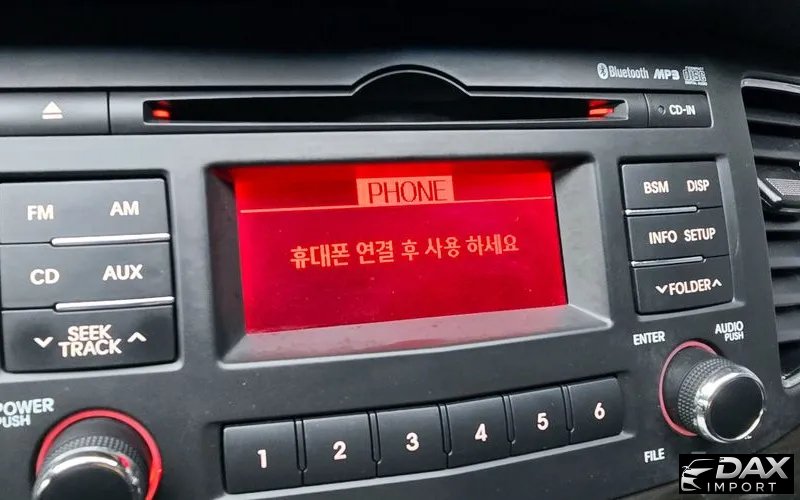 Bluetooth MP3 disc
CD-IN
PHONE
휴대폰 연결 후 사용 하세요
FM AM
CD AUX
SEEK
TRACK
BSM DISP
INFO SETUP
FOLDER
ENTER
AUDIO
PUSH
POWER
PUSH
1 2 3 4 5 6
FILE
DAX
IMPORT